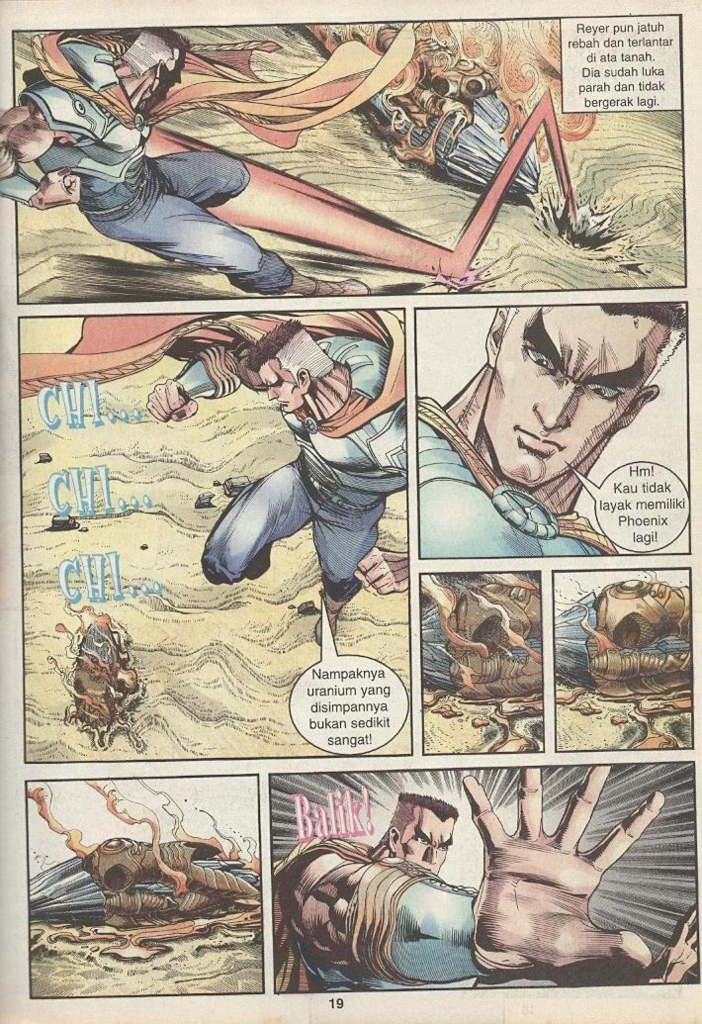 Reyer pun jatuh
rebah dan terlantar
di ata tanah.
Dia sudah luka
parah dan tidak
bergerak lagi.
CHI...
CHI...
CHI...
Nampaknya
uranium yang
disimpannya
bukan sedikit
sangat!
Hm!
Kau tidak
layak memiliki
Phoenix
lagi!
Balik!
19